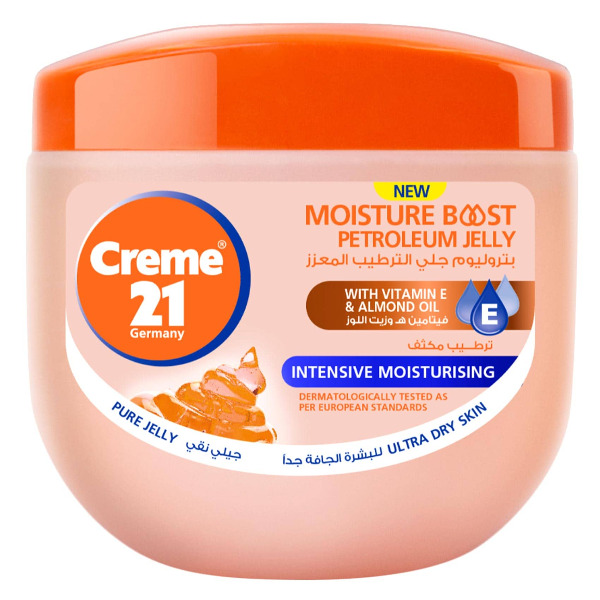 NEW
MOISTURE BOOST
PETROLEUM JELLY
بتروليوم جلي الترطيب المعزز
Creme®
21
Germany
WITH VITAMIN E
& ALMOND OIL
فيتامين هـ وزيت اللوز
E
ترطيب مكثف
INTENSIVE MOISTURISING
DERMATOLOGICALLY TESTED AS
PER EUROPEAN STANDARDS
PURE JELLY جيلي نقي
للبشرة الجافة جداً ULTRA DRY SKIN